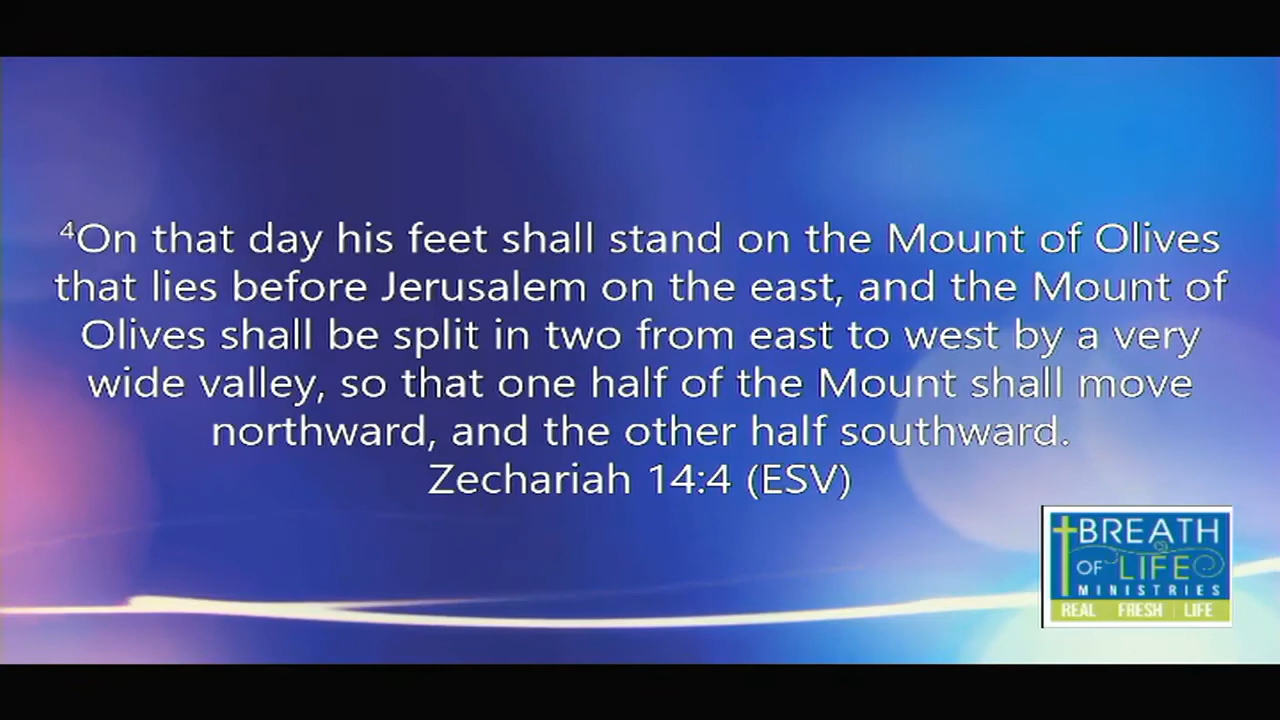 ⁴On that day his feet shall stand on the Mount of Olives
that lies before Jerusalem on the east, and the Mount of
Olives shall be split in two from east to west by a very
wide valley, so that one half of the Mount shall move
northward, and the other half southward.
Zechariah 14:4 (ESV)
BREATH
OF LIFE
MINISTRIES
REAL FRESH LIFE